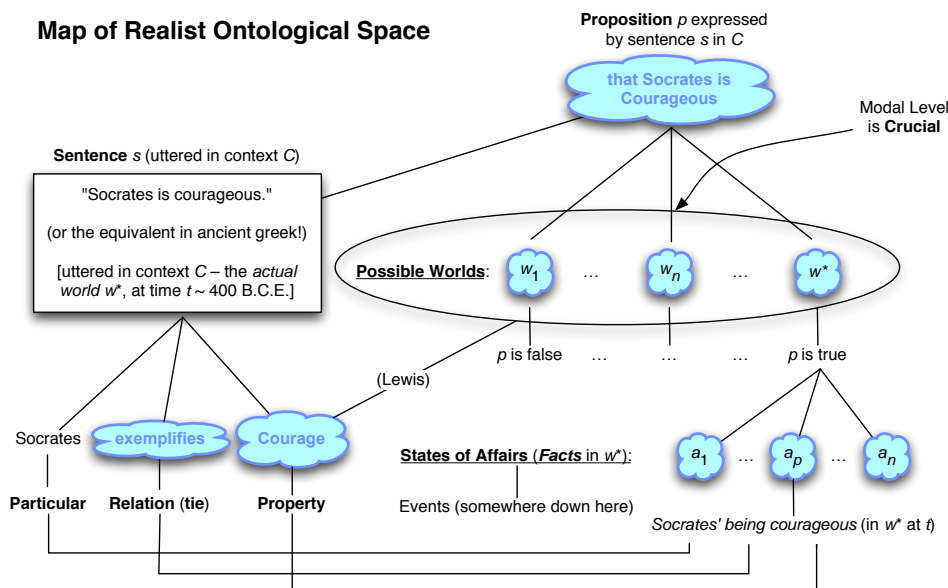 Map of Realist Ontological Space
Proposition p expressed
by sentence s in C
that Socrates is
Courageous
Modal Level
is Crucial
Sentence s (uttered in context C)
"Socrates is courageous."
(or the equivalent in ancient greek!)
[uttered in context C – the actual
world w*, at time t ~ 400 B.C.E.]
Possible Worlds: w1 ... wn ... w*
p is false ... ... ... p is true
(Lewis)
Socrates exemplifies Courage
Particular Relation (tie) Property
States of Affairs (Facts in w*): a1 ... ap ... an
Events (somewhere down here)
Socrates' being courageous (in w* at t)